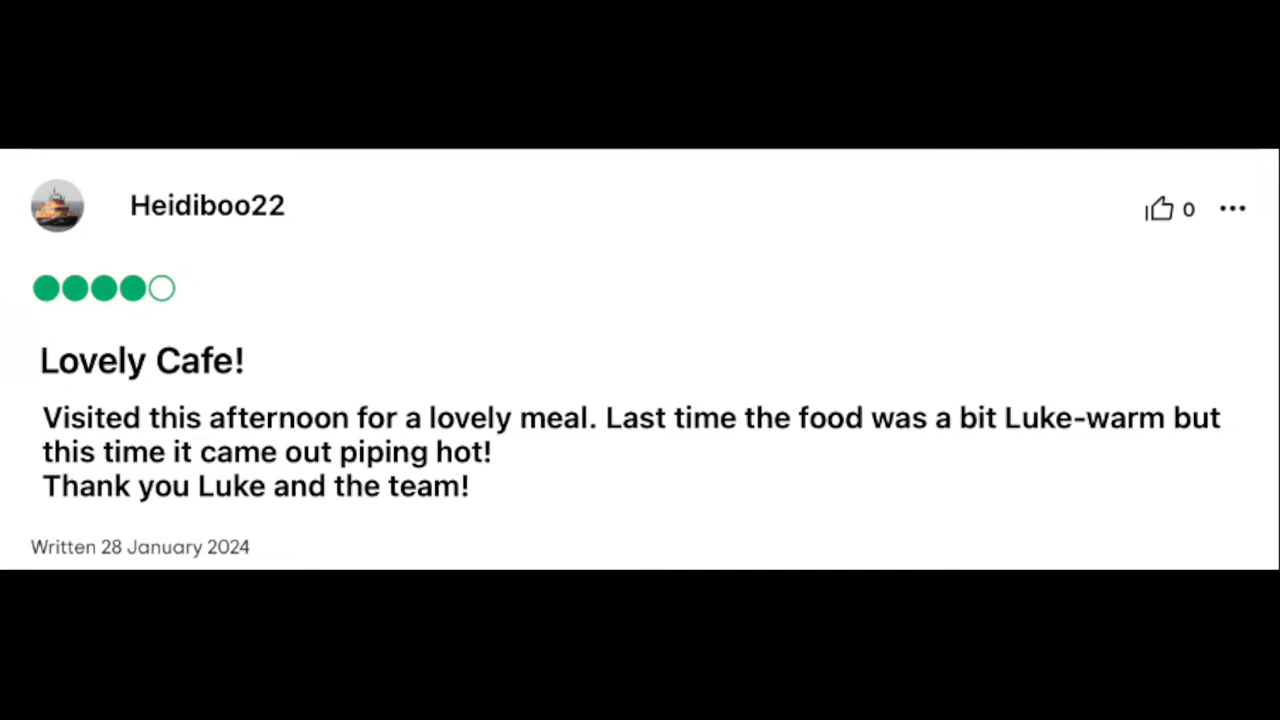 Heidiboo22
0
Lovely Cafe!
Visited this afternoon for a lovely meal. Last time the food was a bit Luke-warm but
this time it came out piping hot!
Thank you Luke and the team!
Written 28 January 2024